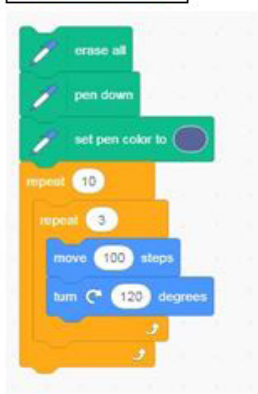 erase all
pen down
set pen color to
repeat 10
repeat 3
move 100 steps
turn 120 degrees